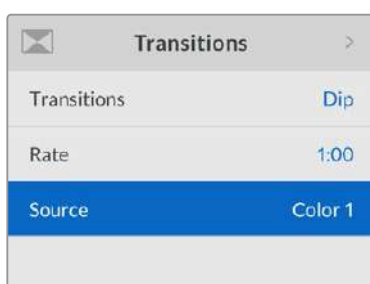 Transitions >
Transitions Dip
Rate 1:00
Source Color 1